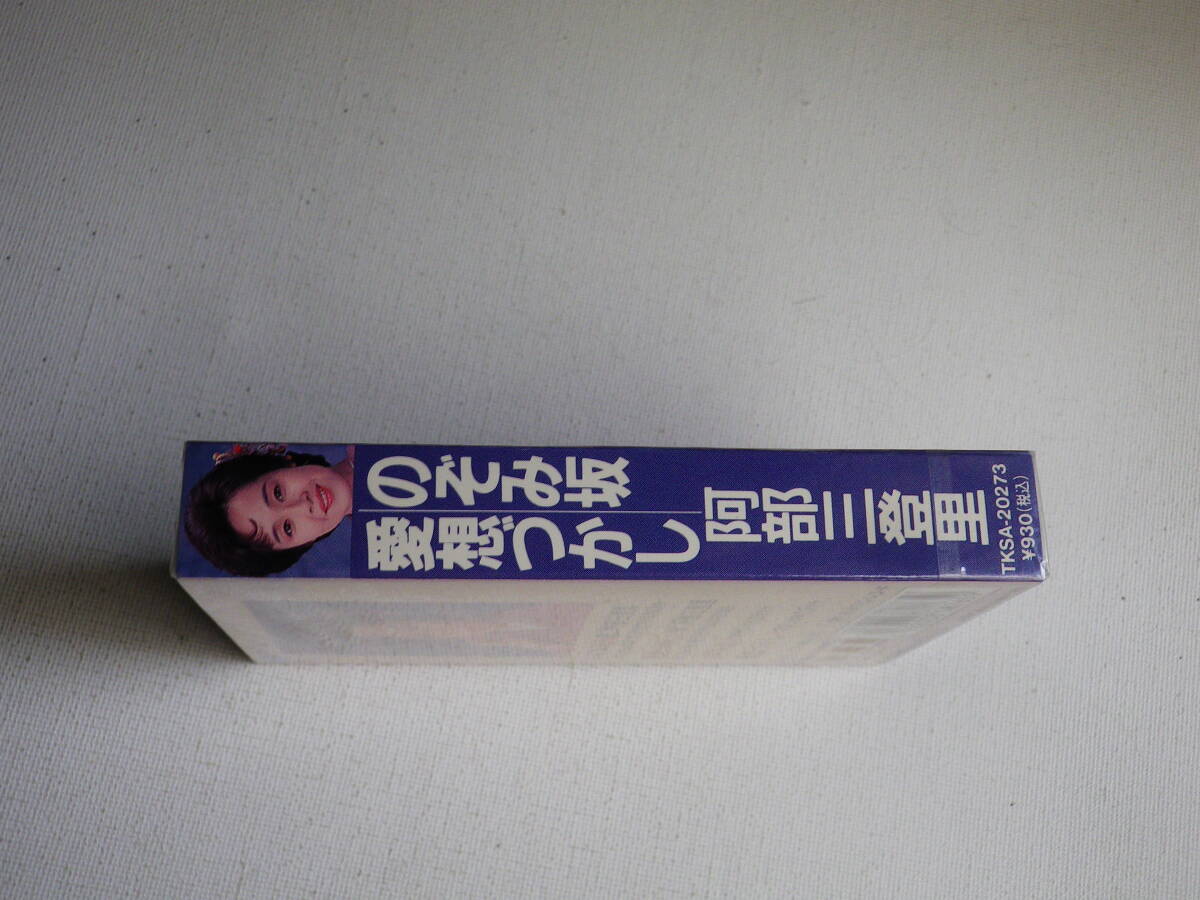 のぞみ坂
愛想づかし
阿部三登里
TKSA-20273
¥930(税込)